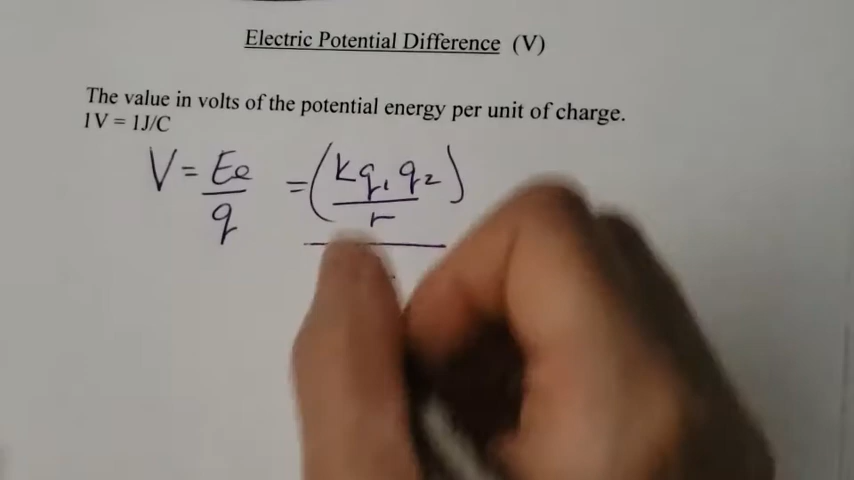 Electric Potential Difference (V)
The value in volts of the potential energy per unit of charge.
1V = 1J/C
V = Ee/q = (kq₁q₂/r)